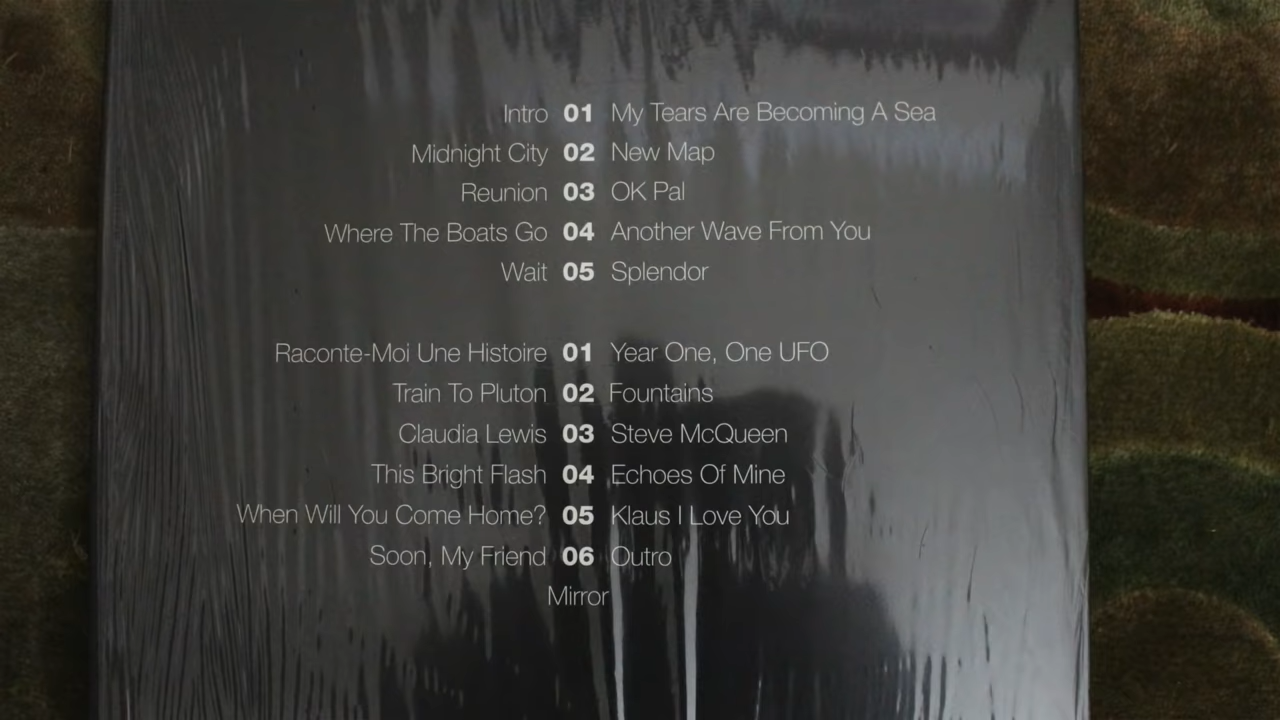 Intro 01 My Tears Are Becoming A Sea
Midnight City 02 New Map
Reunion 03 OK Pal
Where The Boats Go 04 Another Wave From You
Wait 05 Splendor
Raconte-Moi Une Histoire 01 Year One, One UFO
Train To Pluton 02 Fountains
Claudia Lewis 03 Steve McQueen
This Bright Flash 04 Echoes Of Mine
When Will You Come Home? 05 Klaus I Love You
Soon, My Friend 06 Outro
Mirror